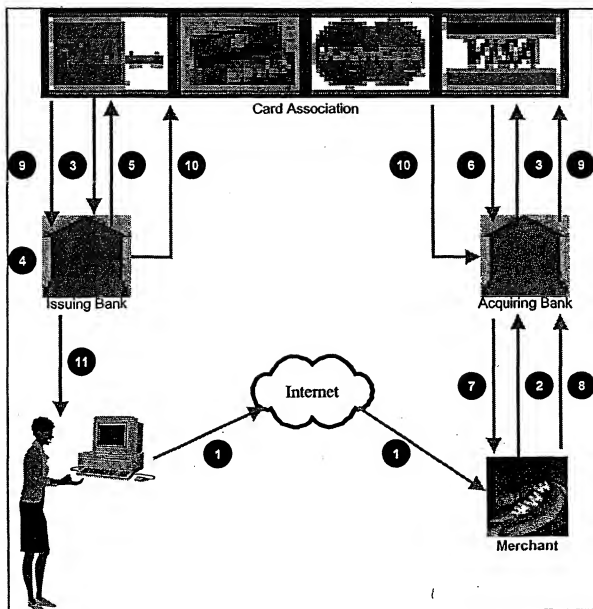 Card Association
9 3 5 10 10 6 3 9
4
Issuing Bank Acquiring Bank
11
Internet
7 2 8
1 1
Merchant